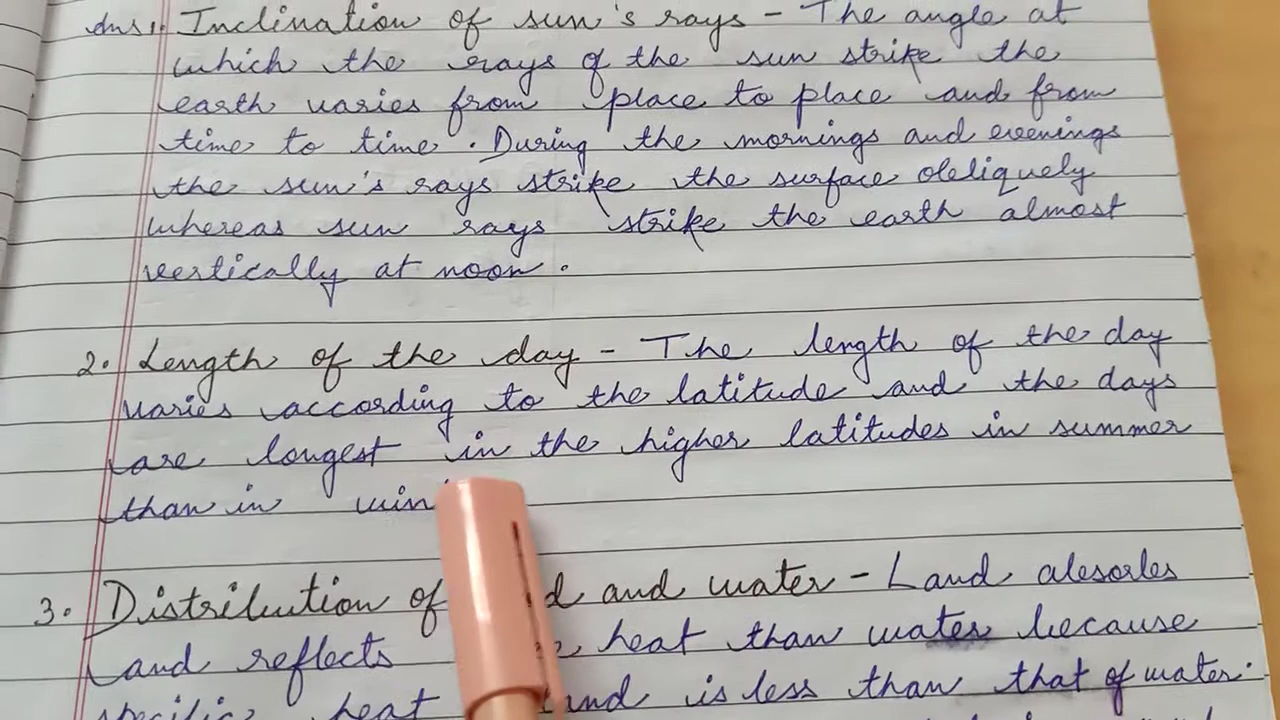 Ans 1. Inclination of sun's rays - The angle at
which the rays of the sun strike the
earth varies from place to place and from
time to time. During the mornings and evenings
the sun's rays strike the surface obliquely
whereas sun rays strike the earth almost
vertically at noon.
2. Length of the day - The length of the day
varies according to the latitude and the days
are longest in the higher latitudes in summer
than in
3. Distribution of and water - Land absorbs
and reflects heat than water because
specific heat is less than that of water.